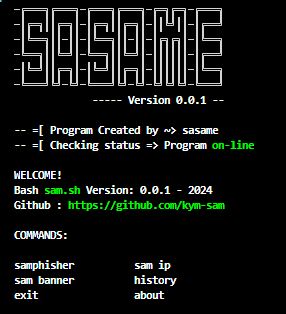 SASAME
----- Version 0.0.1 --
-- =[ Program Created by ~> sasame
-- =[ Checking status => Program on-line
WELCOME!
Bash sam.sh Version: 0.0.1 - 2024
Github : https://github.com/kym-sam
COMMANDS:
samphisher sam ip
sam banner history
exit about